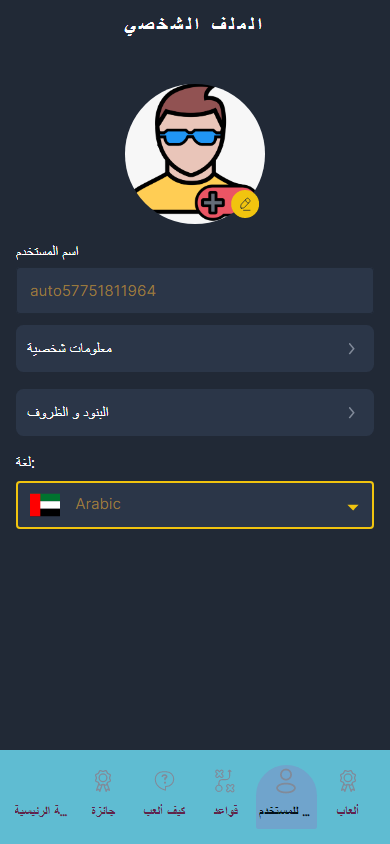 الملف الشخصي
اسم المستخدم
auto57751811964
معلومات شخصية
البنود و الظروف
لغة:
Arabic
ة الرئيسية...
جائزة
كيف ألعب
قواعد
للمستخدم ...
ألعاب